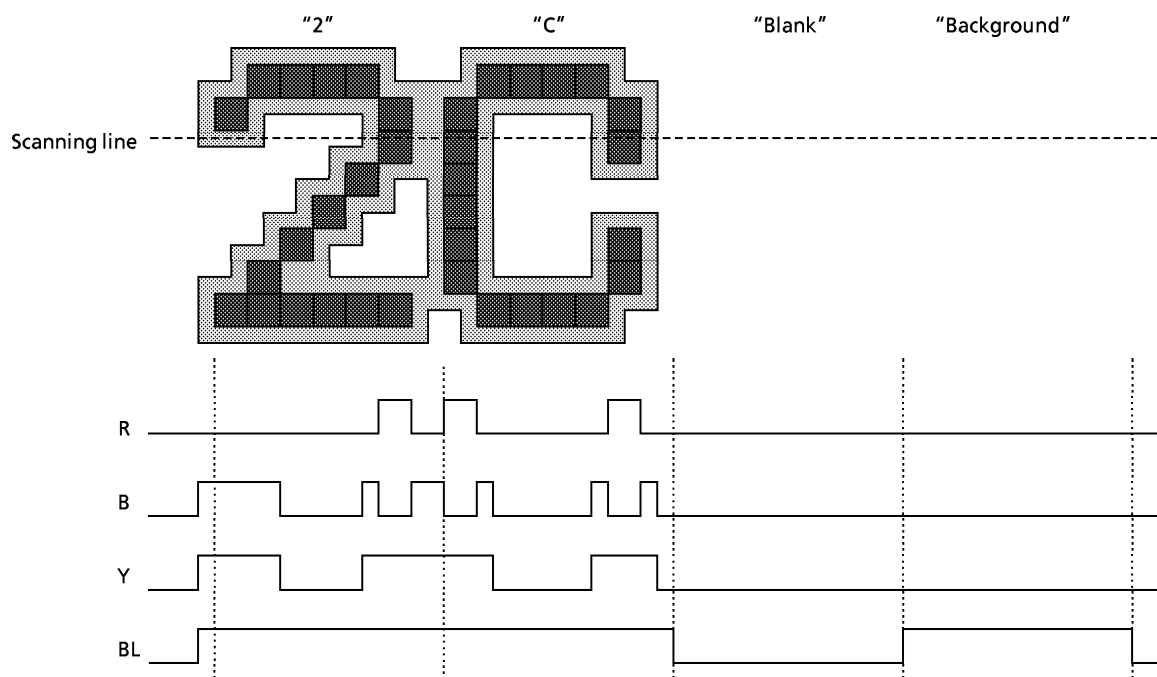 “2” “C” “Blank” “Background”
Scanning line
R
B
Y
BL